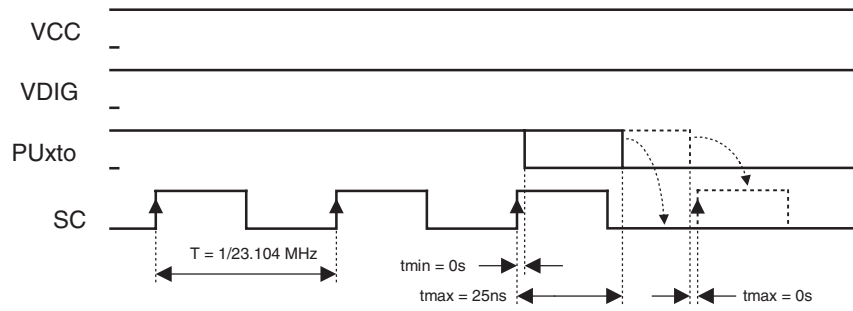 VCC
VDIG
PUxto
SC
T = 1/23.104 MHz
tmin = 0s
tmax = 25ns
tmax = 0s